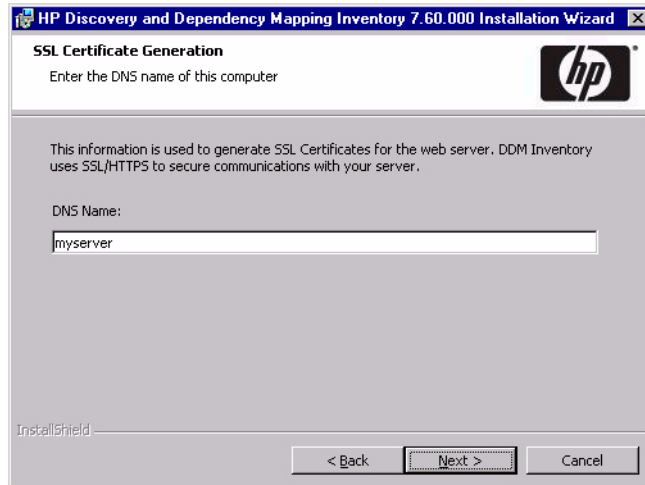 HP Discovery and Dependency Mapping Inventory 7.60.000 Installation Wizard
SSL Certificate Generation
Enter the DNS name of this computer
hp
This information is used to generate SSL Certificates for the web server. DDM Inventory
uses SSL/HTTPS to secure communications with your server.
DNS Name:
myserver
InstallShield
< Back
Next >
Cancel